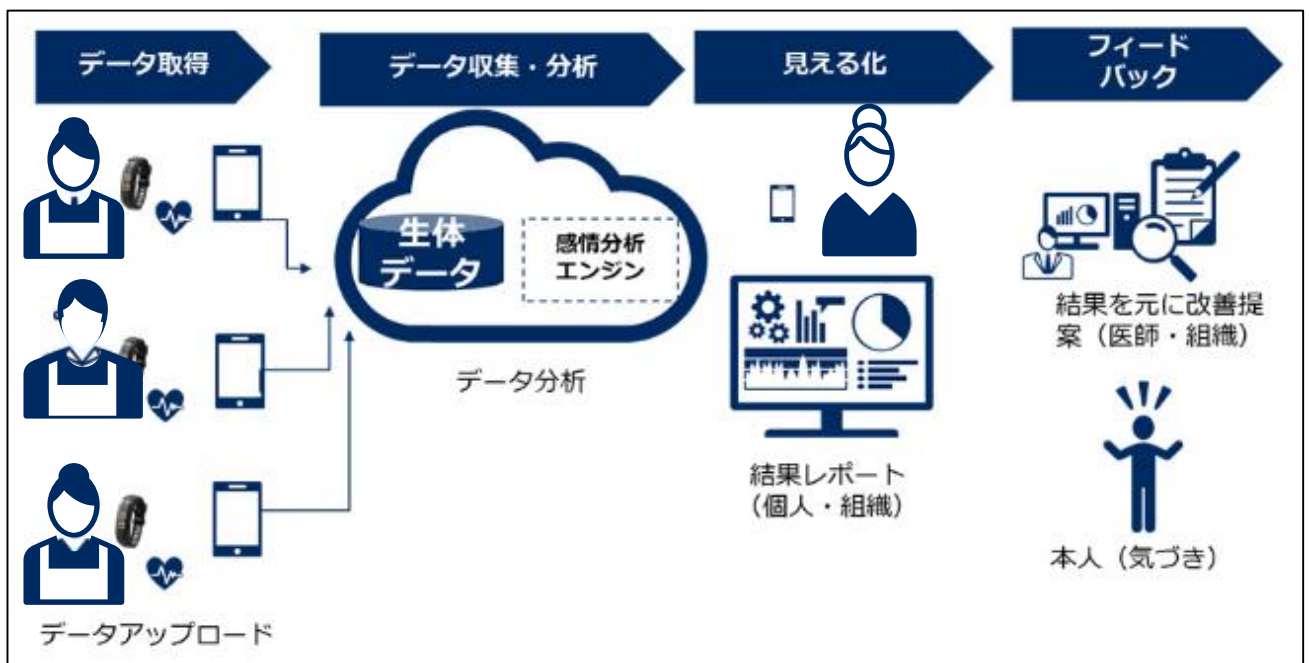 データ取得
データ収集・分析
見える化
フィード
バック
生体
データ
感情分析
エンジン
データ分析
データアップロード
結果レポート
（個人・組織）
結果を元に改善提
案（医師・組織）
本人（気づき）